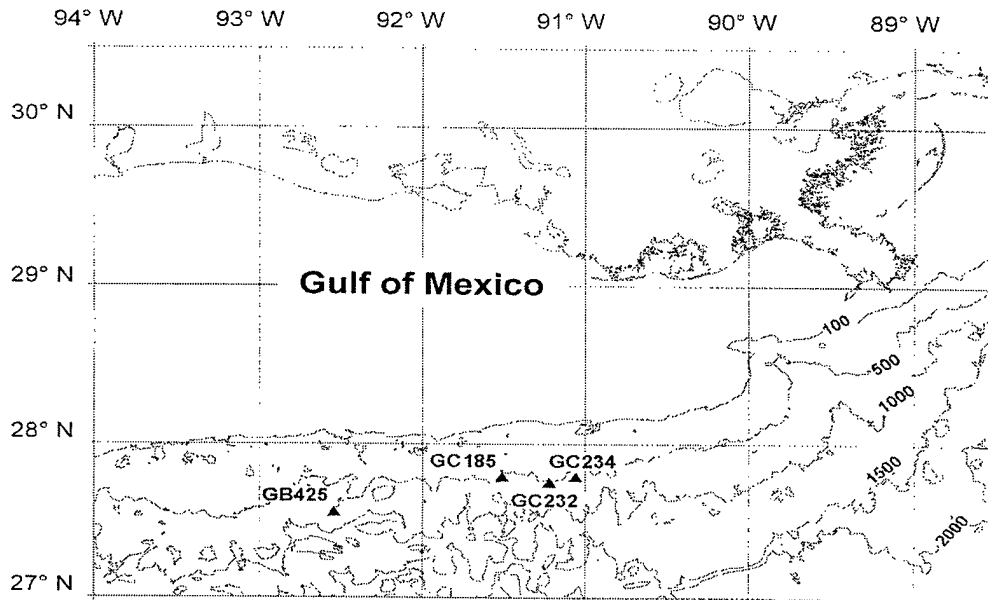 94° W 93° W 92° W 91° W 90° W 89° W
30° N
29° N
Gulf of Mexico
100
500
1000
28° N
GC185 GC234
1500
GB425
GC232
2000
27° N